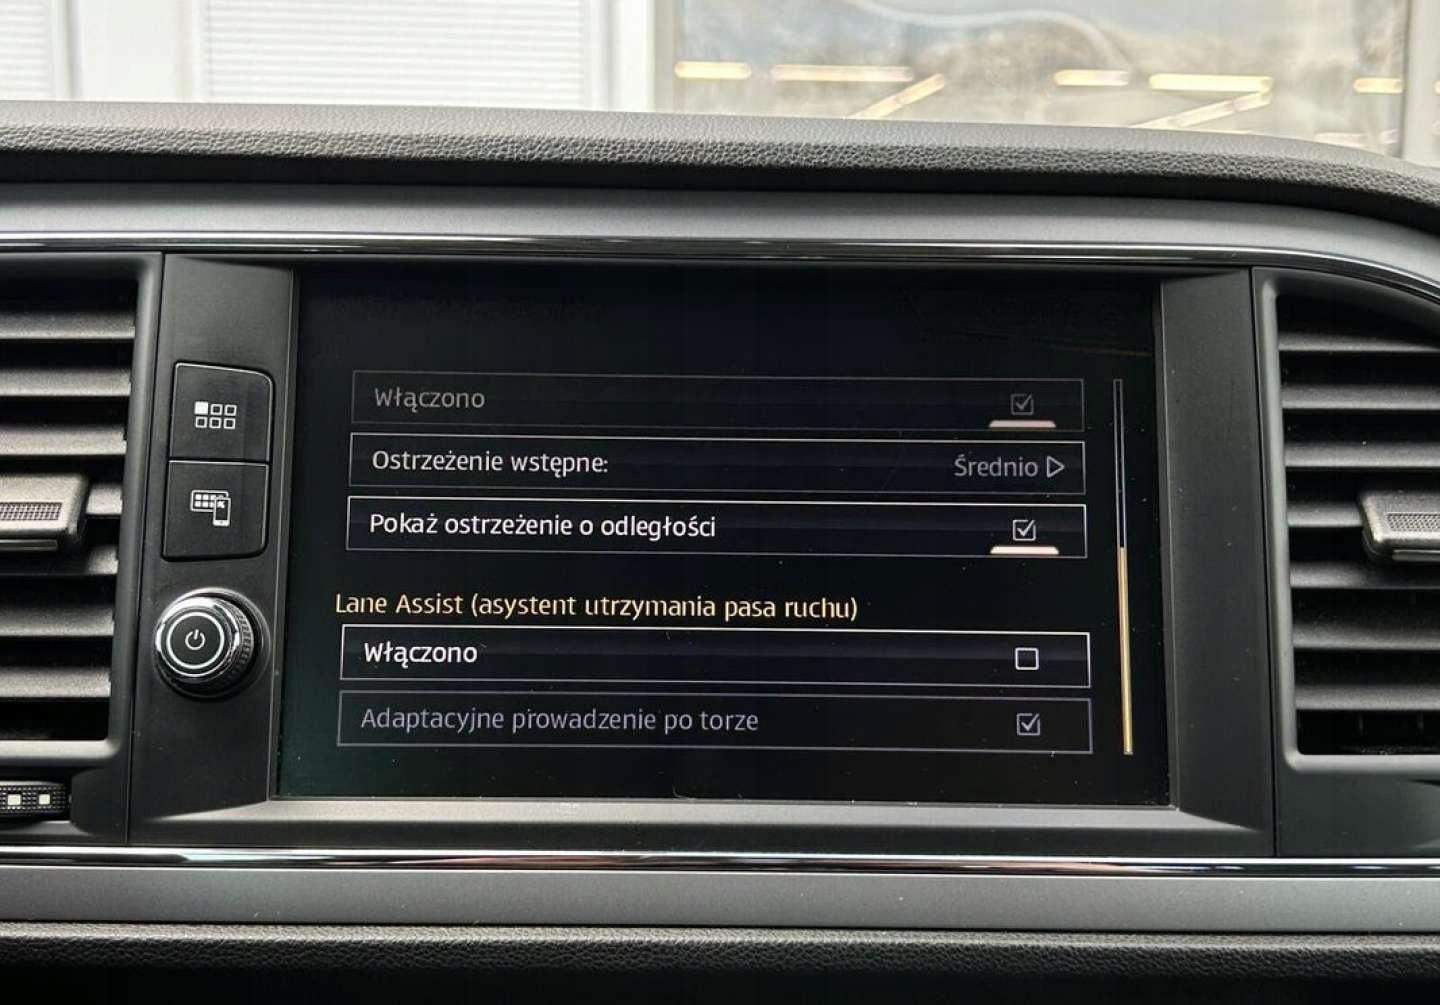 Włączono
Ostrzeżenie wstępne: Średnio
Pokaż ostrzeżenie o odległości
Lane Assist (asystent utrzymania pasa ruchu)
Włączono
Adaptacyjne prowadzenie po torze